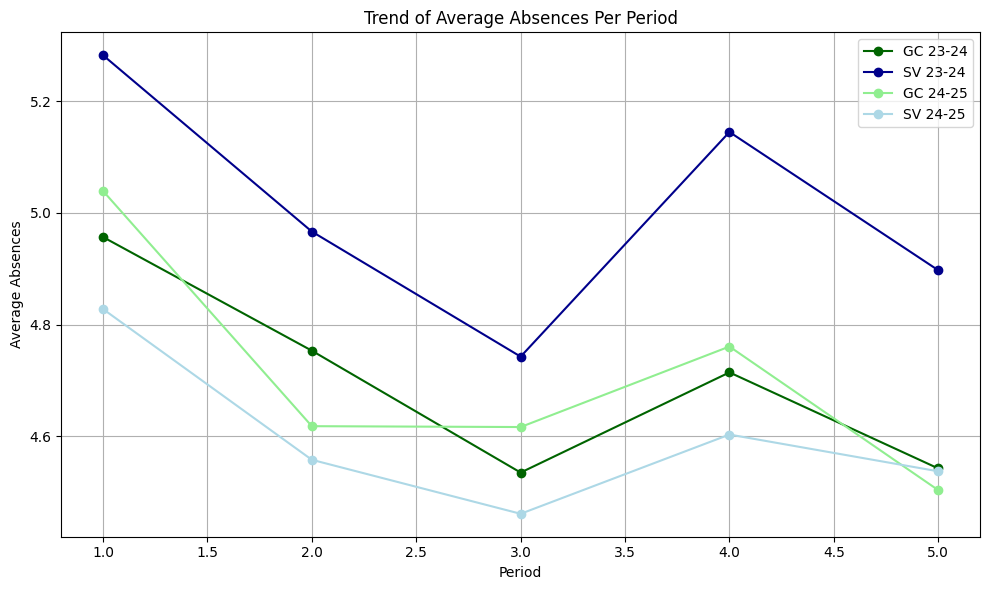 Trend of Average Absences Per Period
GC 23-24
SV 23-24
GC 24-25
SV 24-25
Average Absences
5.2
5.0
4.8
4.6
1.0 1.5 2.0 2.5 3.0 3.5 4.0 4.5 5.0
Period